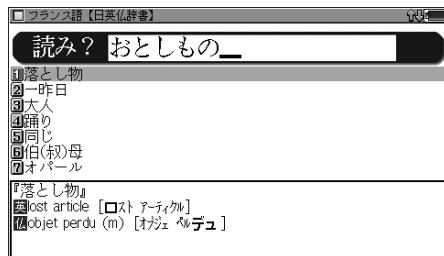 フランス語【日英仏辞書】
読み? おとしもの
1落とし物
2一昨日
3大人
4踊り
5同じ
6伯(叔)母
7オパール
『落とし物』
英lost article [ロスト アーティクル]
仏objet perdu (m) [オブジェ ペルデュ]